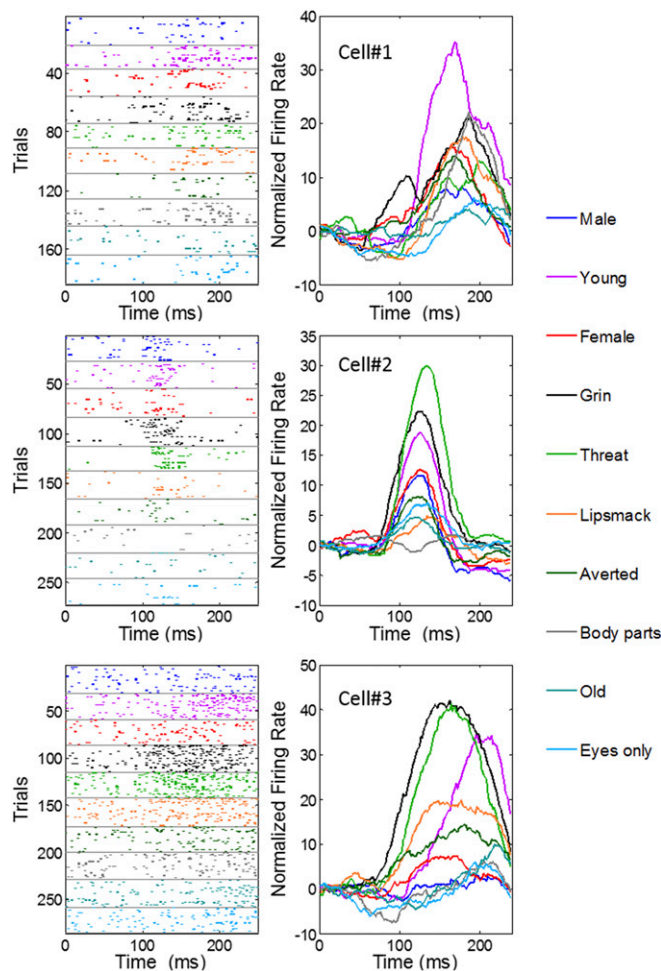 Cell#1
Trials
40
80
120
160
0 100 200
Time (ms)
Normalized Firing Rate
40
30
20
10
0
-10
0 100 200
Time (ms)
Cell#2
Trials
50
100
150
200
250
0 100 200
Time (ms)
Normalized Firing Rate
35
30
25
20
15
10
5
0
-5
-10
0 100 200
Time (ms)
Cell#3
Trials
50
100
150
200
250
0 100 200
Time (ms)
Normalized Firing Rate
50
40
30
20
10
0
-10
0 100 200
Time (ms)
Male
Young
Female
Grin
Threat
Lipsmack
Averted
Body parts
Old
Eyes only